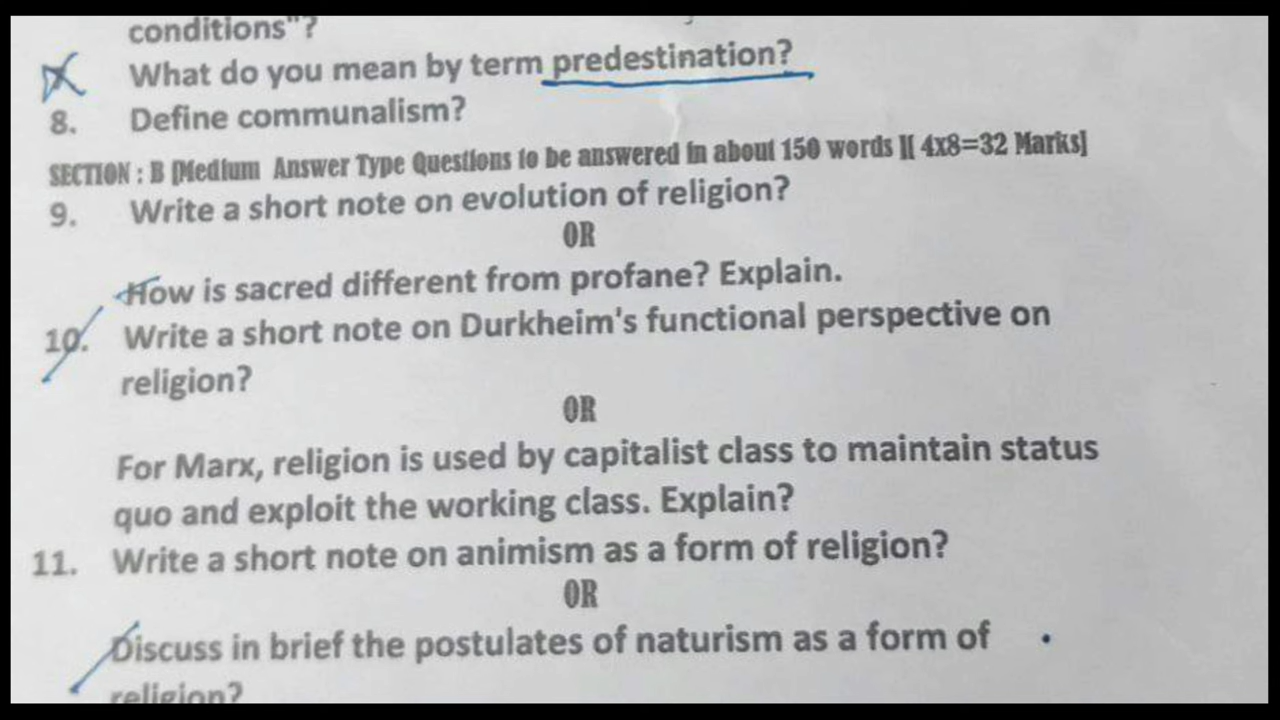 conditions"?
What do you mean by term predestination?
8. Define communalism?
SECTION : B [Medium Answer Type Questions to be answered in about 150 words ][ 4x8=32 Marks]
9. Write a short note on evolution of religion?
OR
How is sacred different from profane? Explain.
10. Write a short note on Durkheim's functional perspective on
religion?
OR
For Marx, religion is used by capitalist class to maintain status
quo and exploit the working class. Explain?
11. Write a short note on animism as a form of religion?
OR
Discuss in brief the postulates of naturism as a form of
religion?